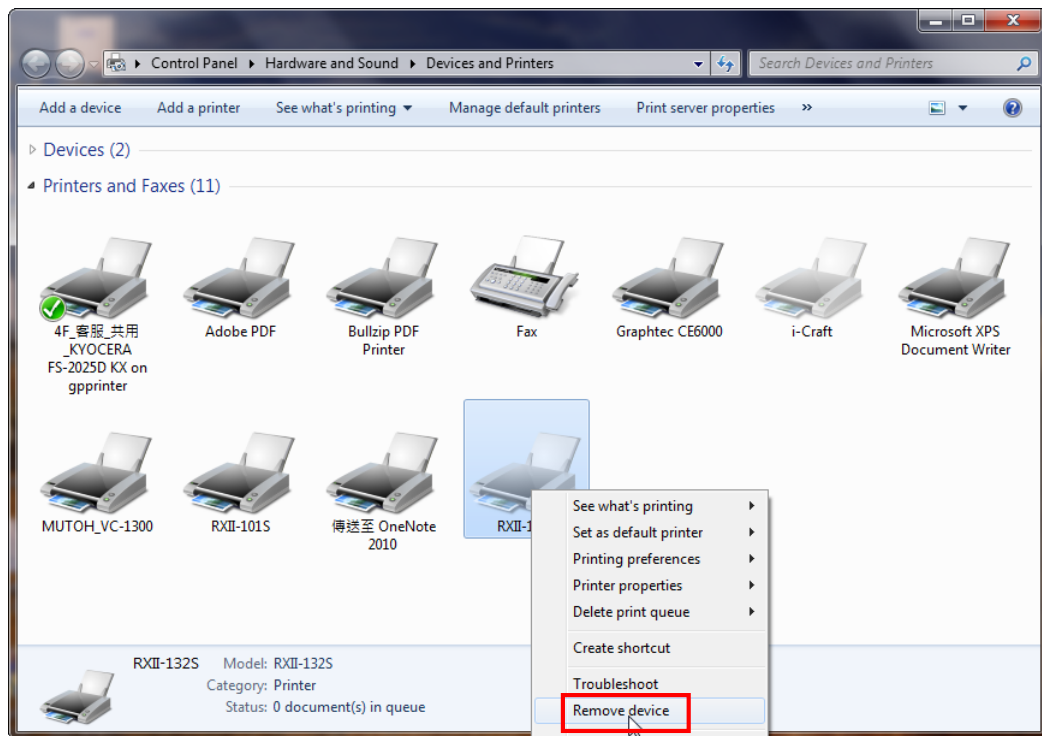 Control Panel Hardware and Sound Devices and Printers Search Devices and Printers
Add a device Add a printer See what's printing Manage default printers Print server properties »
Devices (2)
Printers and Faxes (11)
4F_客服_共用
_KYOCERA
FS-2025D KX on
gpprinter
Adobe PDF
Bullzip PDF
Printer
Fax
Graphtec CE6000
i-Craft
Microsoft XPS
Document Writer
MUTOH_VC-1300
RXII-101S
傳送至 OneNote
2010
RXII-1
See what's printing
Set as default printer
Printing preferences
Printer properties
Delete print queue
Create shortcut
Troubleshoot
Remove device
RXII-132S Model: RXII-132S
Category: Printer
Status: 0 document(s) in queue